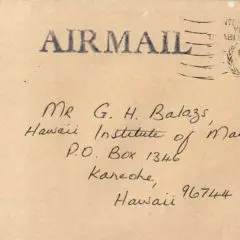 AIRMAIL
Mr G. H. Balazs,
Hawaii Institute of Ma
P.O. Box 1346
Kaneohe,
Hawaii 96744